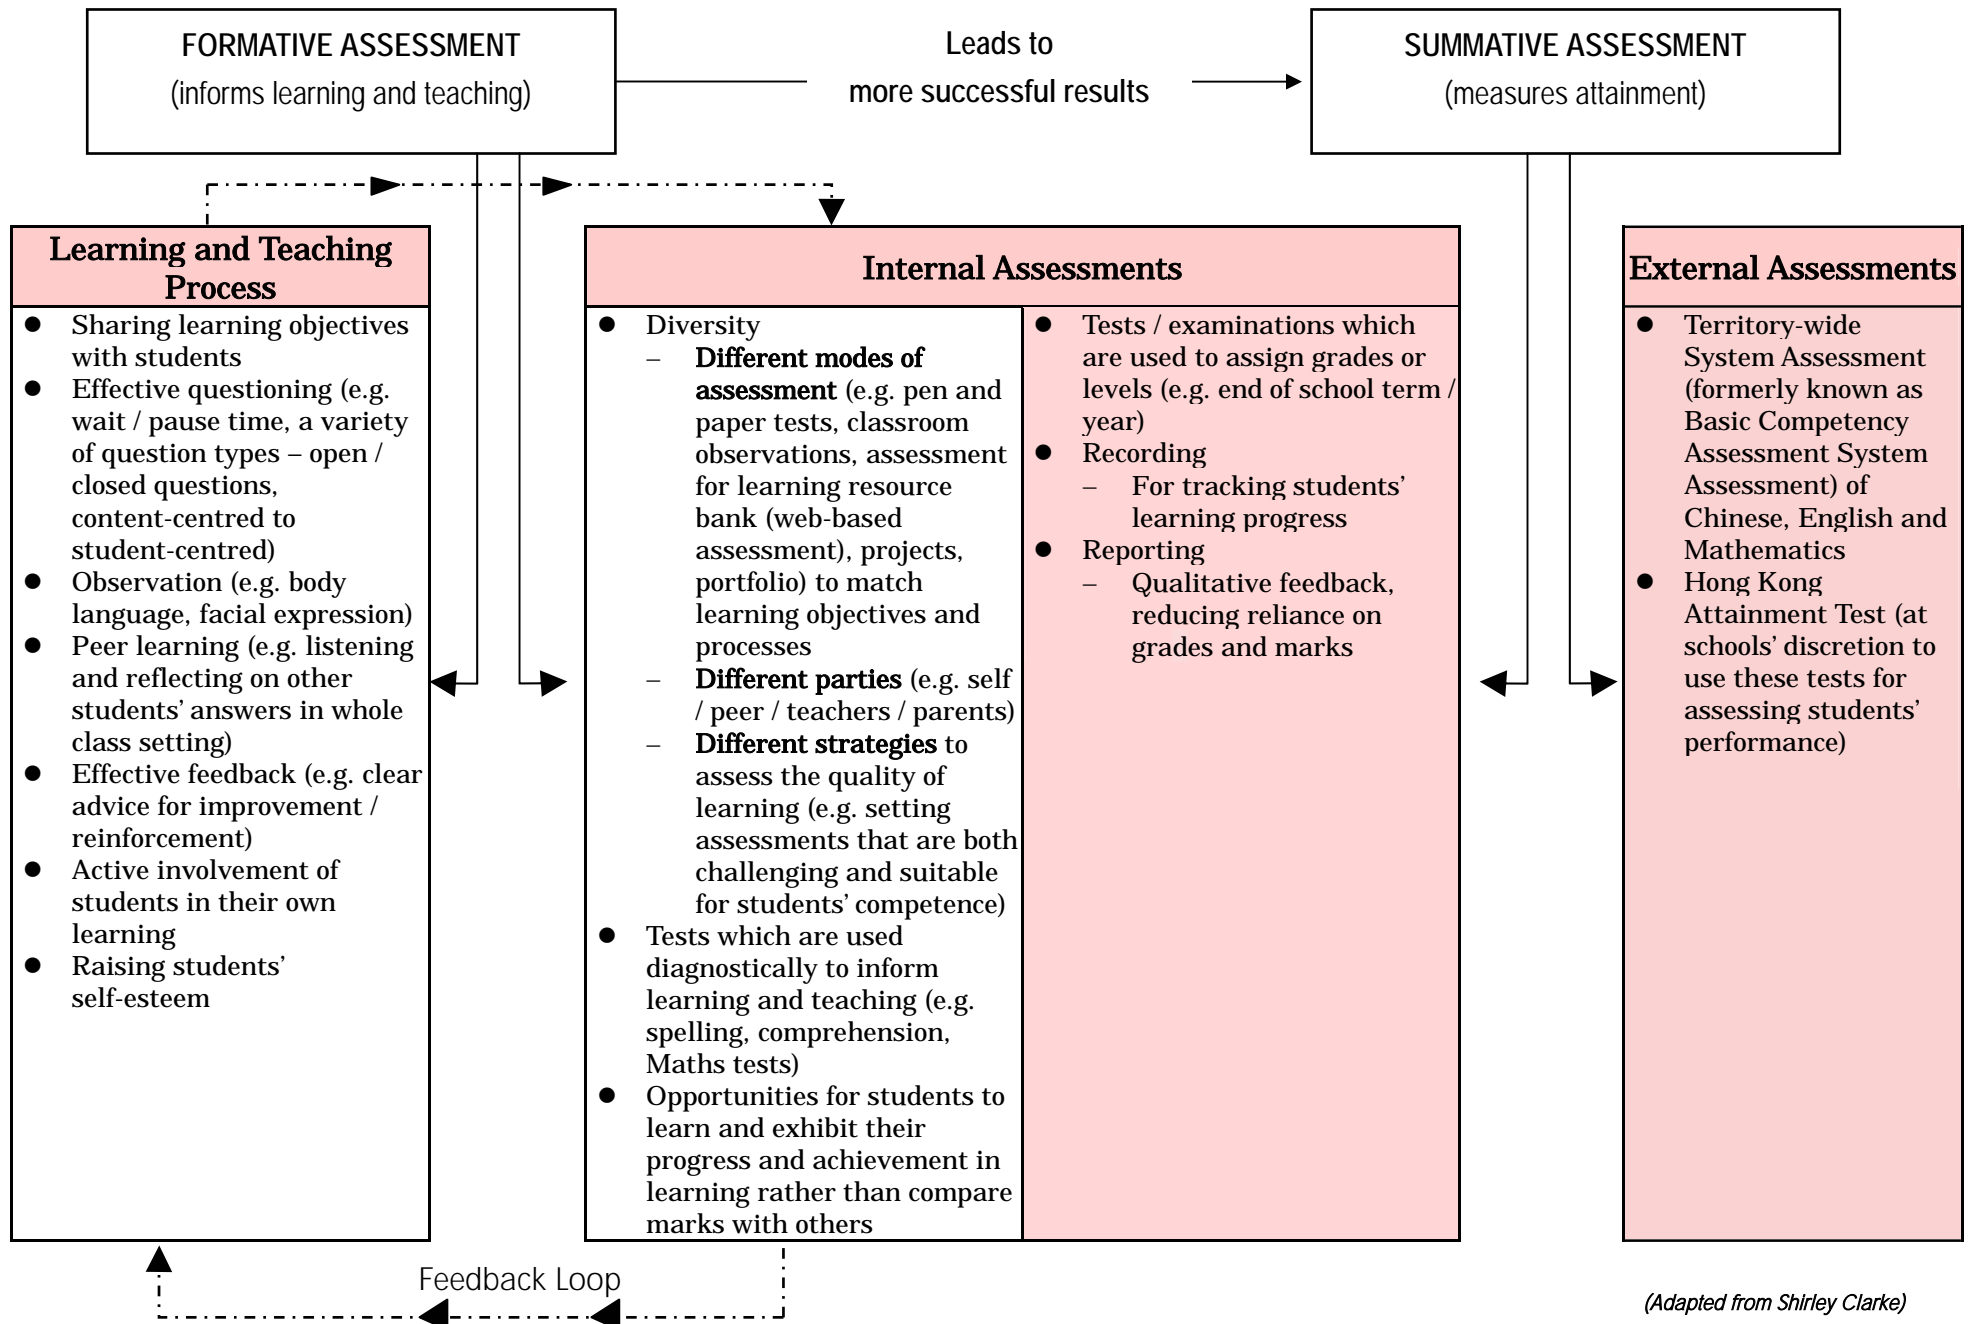 FORMATIVE ASSESSMENT
(informs learning and teaching)
Leads to
more successful results
SUMMATIVE ASSESSMENT
(measures attainment)
Learning and Teaching
Process
● Sharing learning objectives
with students
● Effective questioning (e.g.
wait / pause time, a variety
of question types – open /
closed questions,
content-centred to
student-centred)
● Observation (e.g. body
language, facial expression)
● Peer learning (e.g. listening
and reflecting on other
students’ answers in whole
class setting)
● Effective feedback (e.g. clear
advice for improvement /
reinforcement)
● Active involvement of
students in their own
learning
● Raising students’
self-esteem
Internal Assessments
● Diversity
– Different modes of
assessment (e.g. pen and
paper tests, classroom
observations, assessment
for learning resource
bank (web-based
assessment), projects,
portfolio) to match
learning objectives and
processes
– Different parties (e.g. self
/ peer / teachers / parents)
– Different strategies to
assess the quality of
learning (e.g. setting
assessments that are both
challenging and suitable
for students’ competence)
● Tests which are used
diagnostically to inform
learning and teaching (e.g.
spelling, comprehension,
Maths tests)
● Opportunities for students to
learn and exhibit their
progress and achievement in
learning rather than compare
marks with others
● Tests / examinations which
are used to assign grades or
levels (e.g. end of school term /
year)
● Recording
– For tracking students’
learning progress
● Reporting
– Qualitative feedback,
reducing reliance on
grades and marks
External Assessments
● Territory-wide
System Assessment
(formerly known as
Basic Competency
Assessment System
Assessment) of
Chinese, English and
Mathematics
● Hong Kong
Attainment Test (at
schools’ discretion to
use these tests for
assessing students’
performance)
Feedback Loop
(Adapted from Shirley Clarke)